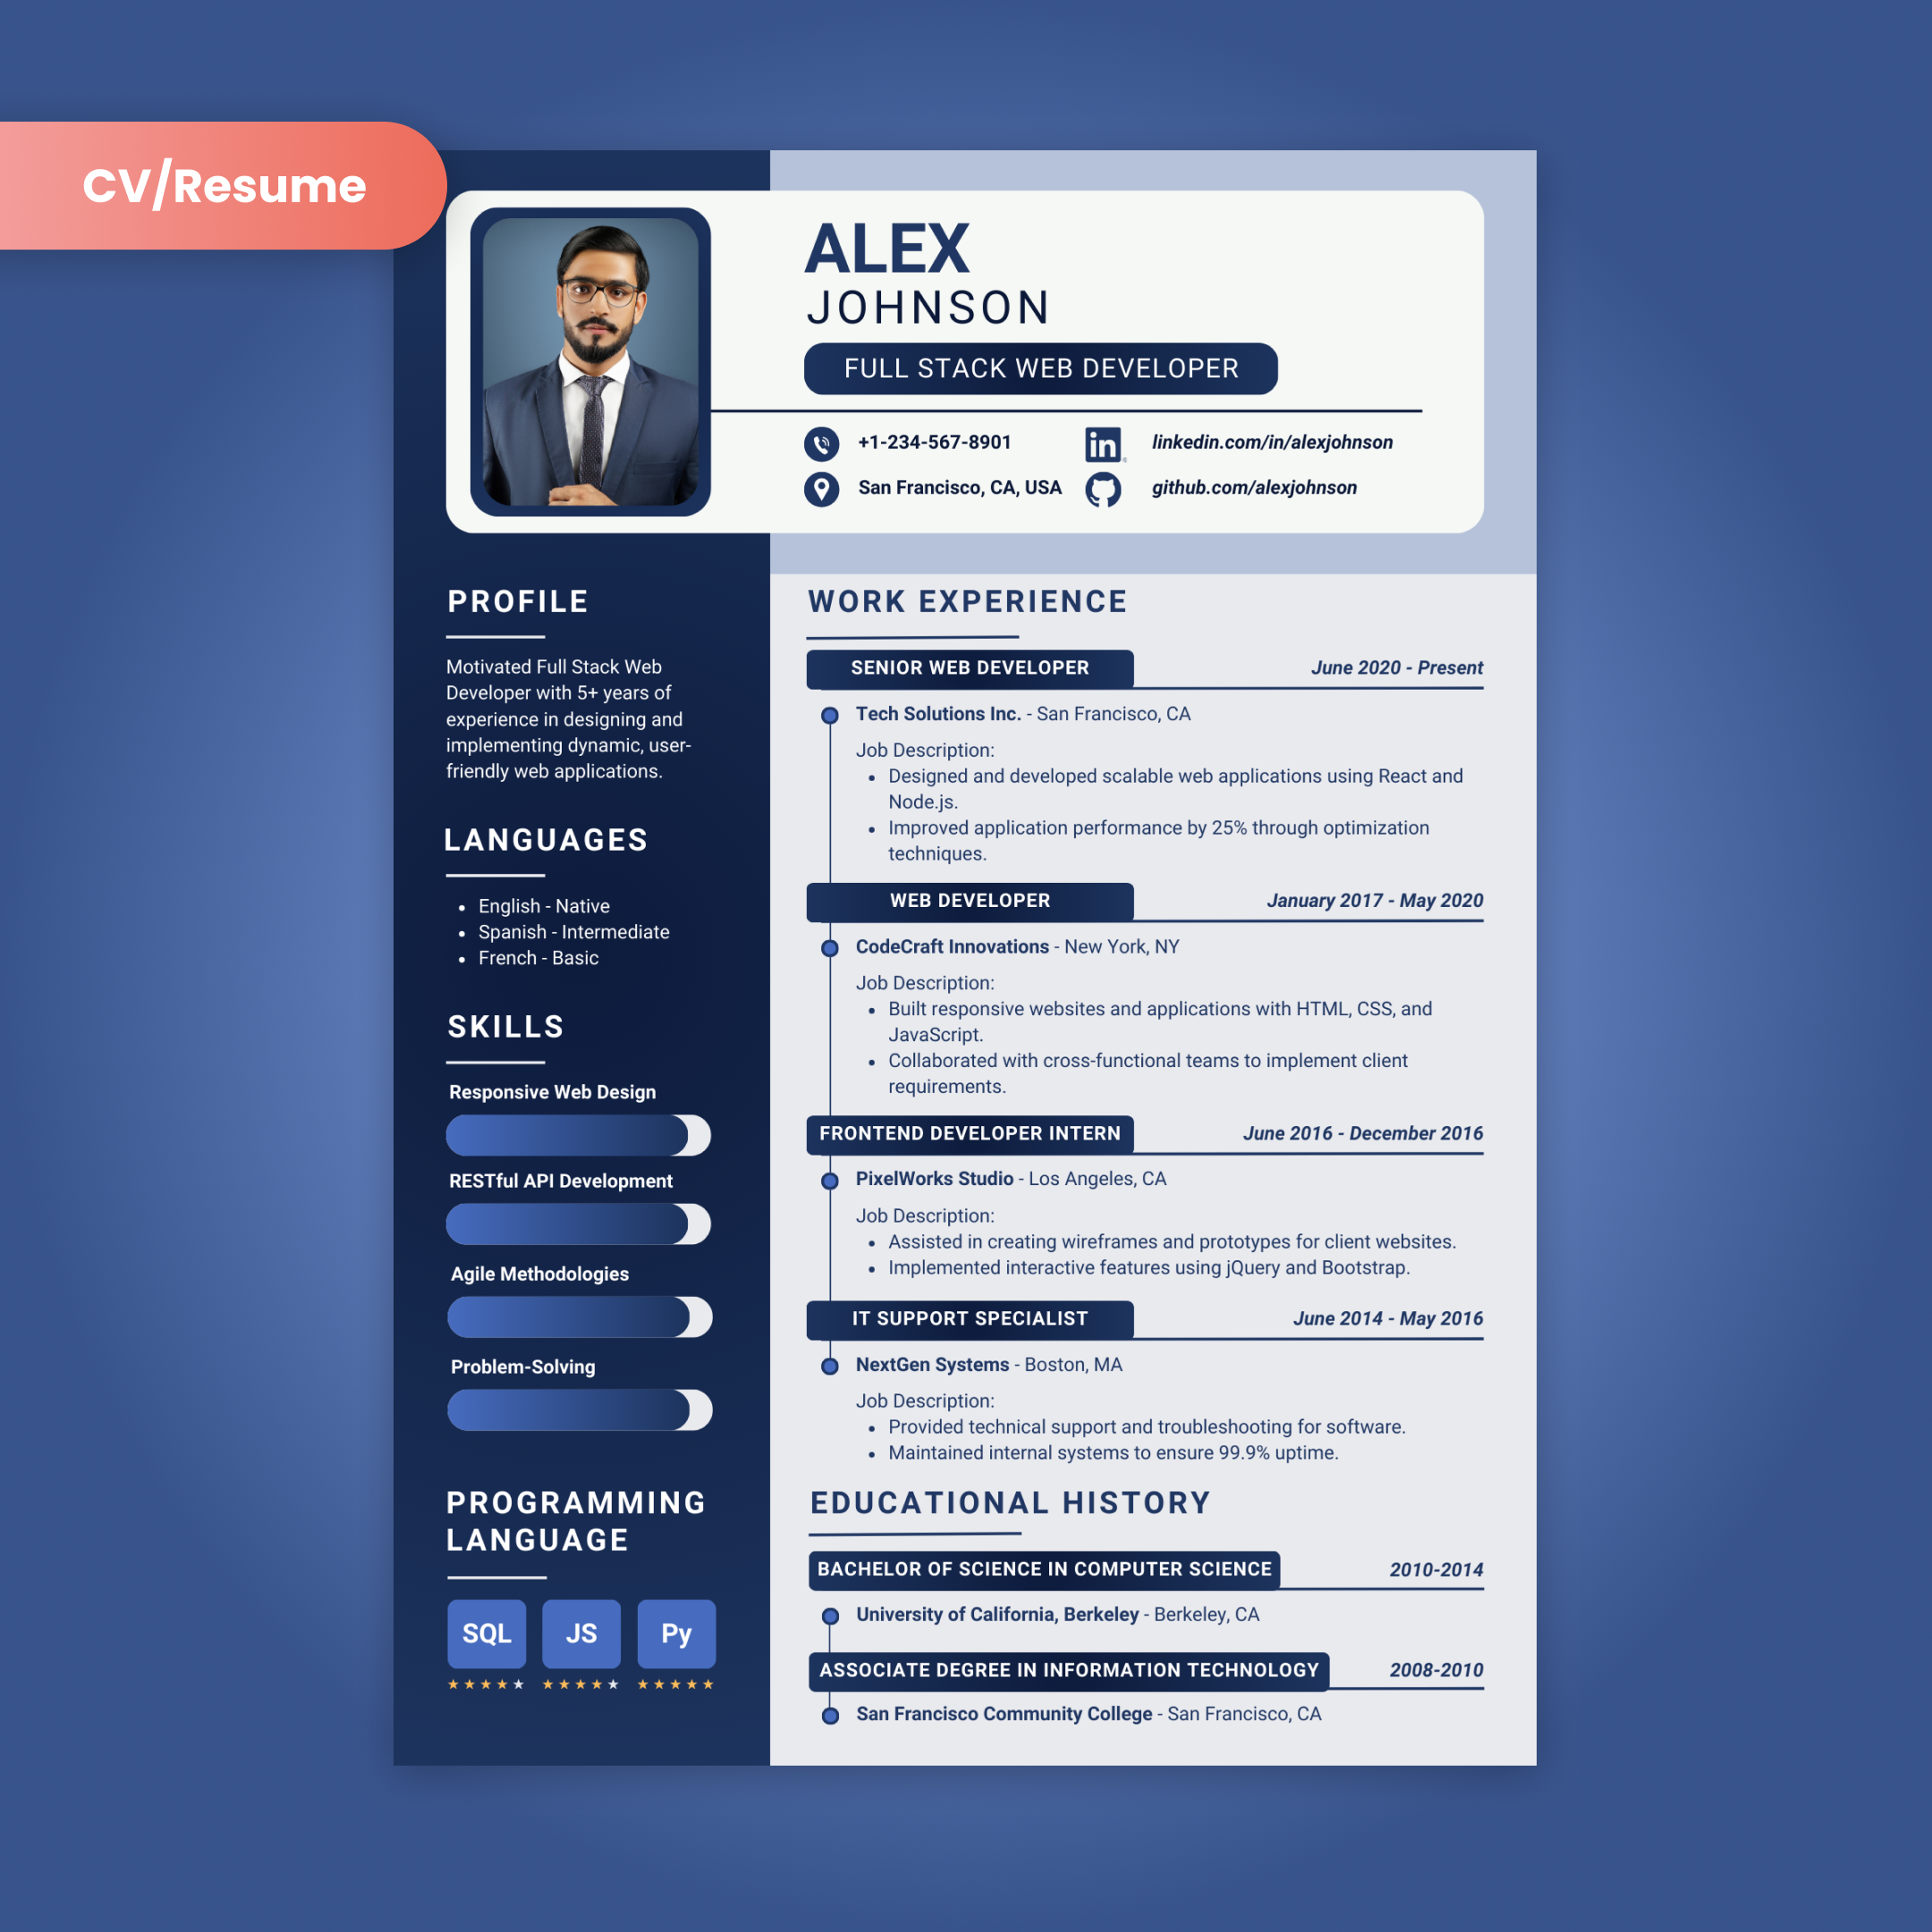 CV/Resume
ALEX
JOHNSON
FULL STACK WEB DEVELOPER
+1-234-567-8901
linkedin.com/in/alexjohnson
San Francisco, CA, USA
github.com/alexjohnson
PROFILE
Motivated Full Stack Web
Developer with 5+ years of
experience in designing and
implementing dynamic, user-
friendly web applications.
LANGUAGES
• English - Native
• Spanish - Intermediate
• French - Basic
SKILLS
Responsive Web Design
RESTful API Development
Agile Methodologies
Problem-Solving
PROGRAMMING
LANGUAGE
SQL JS Py
WORK EXPERIENCE
SENIOR WEB DEVELOPER June 2020 - Present
Tech Solutions Inc. - San Francisco, CA
Job Description:
• Designed and developed scalable web applications using React and
Node.js.
• Improved application performance by 25% through optimization
techniques.
WEB DEVELOPER January 2017 - May 2020
CodeCraft Innovations - New York, NY
Job Description:
• Built responsive websites and applications with HTML, CSS, and
JavaScript.
• Collaborated with cross-functional teams to implement client
requirements.
FRONTEND DEVELOPER INTERN June 2016 - December 2016
PixelWorks Studio - Los Angeles, CA
Job Description:
• Assisted in creating wireframes and prototypes for client websites.
• Implemented interactive features using jQuery and Bootstrap.
IT SUPPORT SPECIALIST June 2014 - May 2016
NextGen Systems - Boston, MA
Job Description:
• Provided technical support and troubleshooting for software.
• Maintained internal systems to ensure 99.9% uptime.
EDUCATIONAL HISTORY
BACHELOR OF SCIENCE IN COMPUTER SCIENCE 2010-2014
University of California, Berkeley - Berkeley, CA
ASSOCIATE DEGREE IN INFORMATION TECHNOLOGY 2008-2010
San Francisco Community College - San Francisco, CA